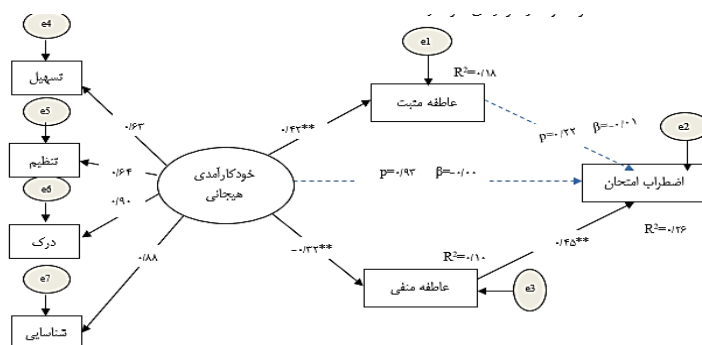 e4
تسهیل
e5
تنظیم
e6
درک
e7
شناسایی
۰/۶۳
۰/۶۴
۰/۹۰
۰/۸۸
خودکارآمدی
هیجانی
۰/۴۲**
p=۰/۹۳ β=-۰/۰۰
-۰/۳۲**
e1
R²=۰/۱۸
عاطفه مثبت
p=۰/۲۲ β=-۰/۰۱
e2
اضطراب امتحان
R²=۰/۲۶
R²=۰/۱۰
۰/۴۵**
عاطفه منفی
e3